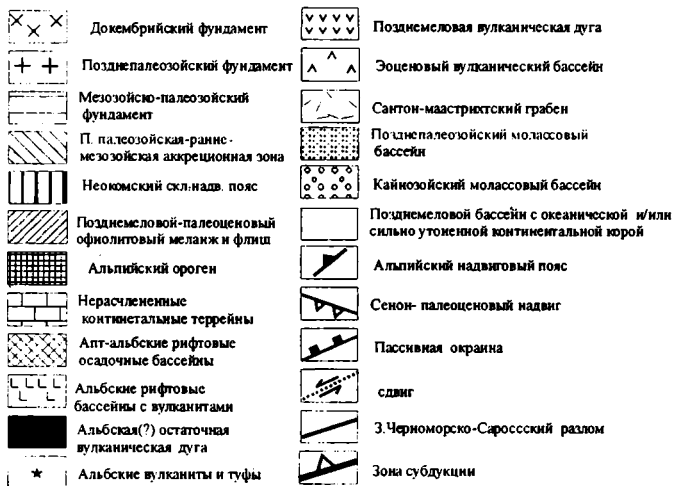 Докембрийский фундамент
Позднепалеозойский фундамент
Мезозойско-палеозойский
фундамент
П. палеозойская-ранне-
мезозойская аккреционная зона
Неокомский скл.надв. пояс
Позднемеловой-палеоценовый
офиолитовый меланж и флиш
Альпийский ороген
Нерасчлененные
континетальные террейны
Апт-альбские рифтовые
осадочные бассейны
Альбские рифтовые
бассейны с вулканитами
Альбская(?) остаточная
вулканическая дуга
Альбские вулканиты и туфы
Позднемеловая вулканическая дуга
Эоценовый вулканический бассейн
Сантон-маастрихтский грабен
Позднепалеозойский молассовый
бассейн
Кайнозойский молассовый бассейн
Позднемеловой бассейн с океанической и/или
сильно утоненной континентальной корой
Альпийский надвиговый пояс
Сенон- палеоценовый надвиг
Пассивная окраина
сдвиг
З.Черноморско-Сароссский разлом
Зона субдукции